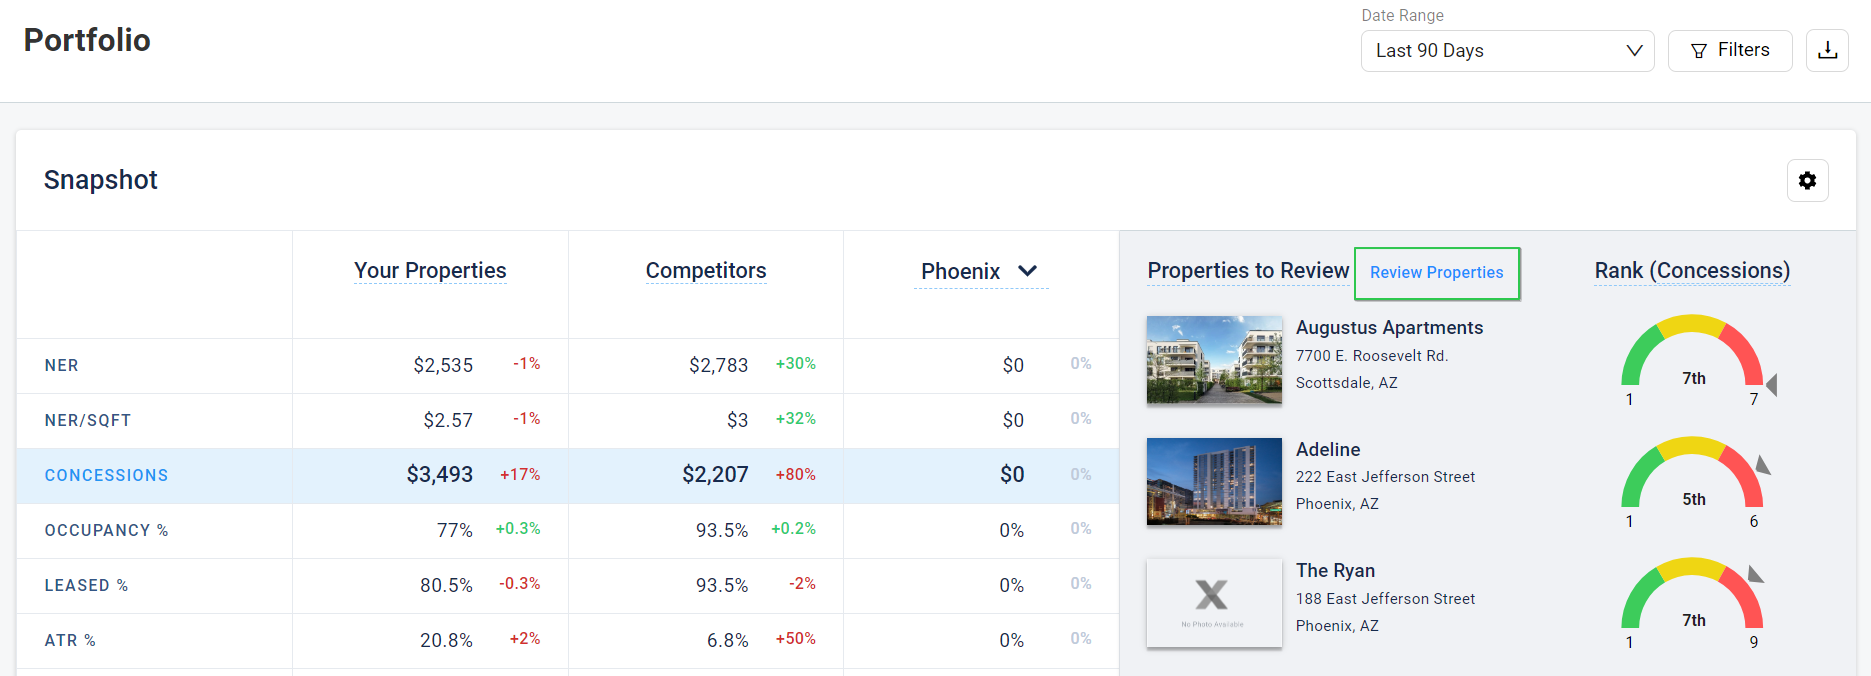 Portfolio
Date Range
Last 90 Days
Filters
Snapshot
Your Properties
Competitors
Phoenix
Properties to Review
Review Properties
Rank (Concessions)
NER $2,535 -1% $2,783 +30% $0 0%
NER/SQFT $2.57 -1% $3 +32% $0 0%
CONCESSIONS $3,493 +17% $2,207 +80% $0 0%
OCCUPANCY % 77% +0.3% 93.5% +0.2% 0% 0%
LEASED % 80.5% -0.3% 93.5% -2% 0% 0%
ATR % 20.8% +2% 6.8% +50% 0% 0%
Augustus Apartments
7700 E. Roosevelt Rd.
Scottsdale, AZ
7th
1 7
Adeline
222 East Jefferson Street
Phoenix, AZ
5th
1 6
No Photo Available
The Ryan
188 East Jefferson Street
Phoenix, AZ
7th
1 9